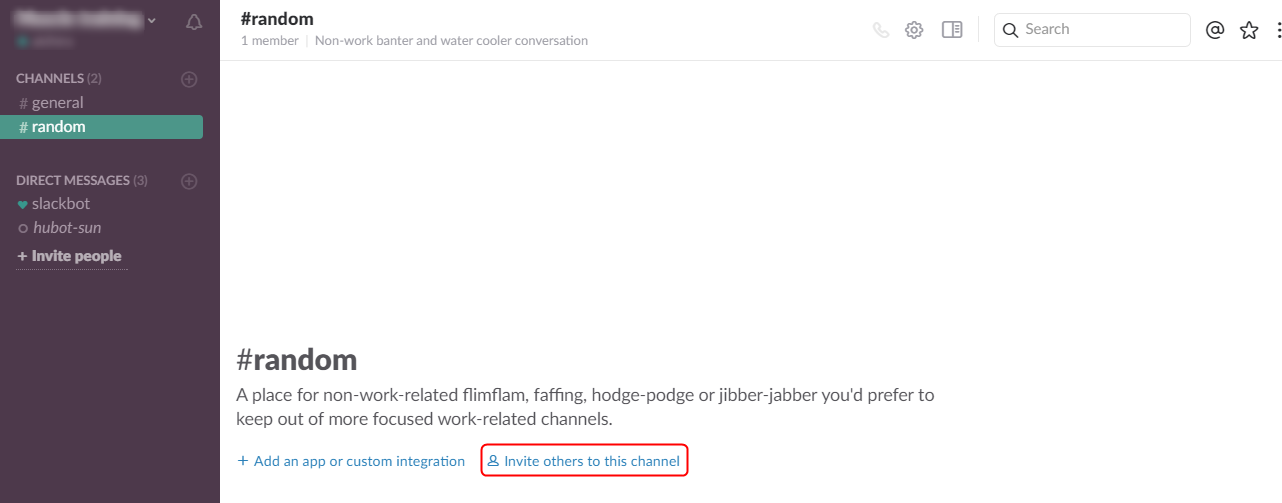 CHANNELS (2)
# general
# random
DIRECT MESSAGES (3)
slackbot
hubot-sun
+ Invite people
#random
1 member | Non-work banter and water cooler conversation
Search
#random
A place for non-work-related flimflam, faffing, hodge-podge or jibber-jabber you'd prefer to
keep out of more focused work-related channels.
+ Add an app or custom integration
Invite others to this channel